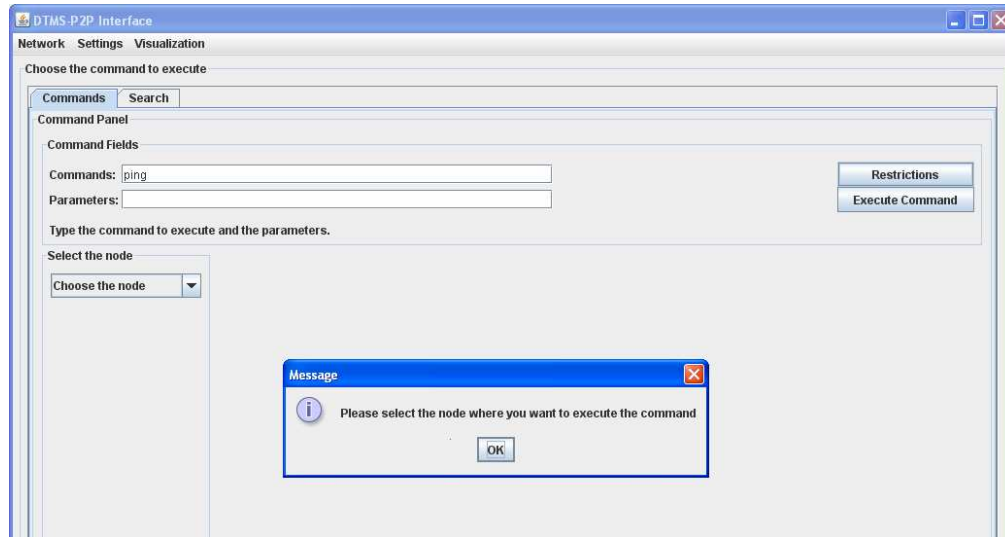 DTMS-P2P Interface
Network Settings Visualization
Choose the command to execute
Commands Search
Command Panel
Command Fields
Commands: ping
Restrictions
Parameters:
Execute Command
Type the command to execute and the parameters.
Select the node
Choose the node
Message
Please select the node where you want to execute the command
OK